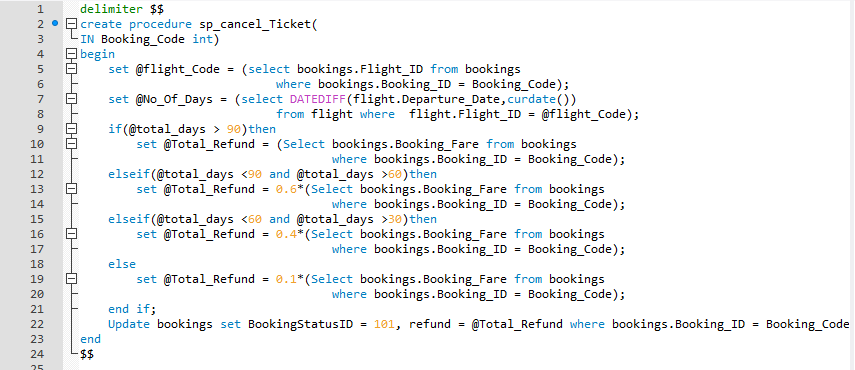 1 delimiter $$
2 create procedure sp_cancel_Ticket(
3 IN Booking_Code int)
4 begin
5 set @flight_Code = (select bookings.Flight_ID from bookings
6 where bookings.Booking_ID = Booking_Code);
7 set @No_Of_Days = (select DATEDIFF(flight.Departure_Date,curdate())
8 from flight where  flight.Flight_ID = @flight_Code);
9 if(@total_days > 90)then
10 set @Total_Refund = (Select bookings.Booking_Fare from bookings
11 where bookings.Booking_ID = Booking_Code);
12 elseif(@total_days <90 and @total_days >60)then
13 set @Total_Refund = 0.6*(Select bookings.Booking_Fare from bookings
14 where bookings.Booking_ID = Booking_Code);
15 elseif(@total_days <60 and @total_days >30)then
16 set @Total_Refund = 0.4*(Select bookings.Booking_Fare from bookings
17 where bookings.Booking_ID = Booking_Code);
18 else
19 set @Total_Refund = 0.1*(Select bookings.Booking_Fare from bookings
20 where bookings.Booking_ID = Booking_Code);
21 end if;
22 Update bookings set BookingStatusID = 101, refund = @Total_Refund where bookings.Booking_ID = Booking_Code
23 end
24 $$
25